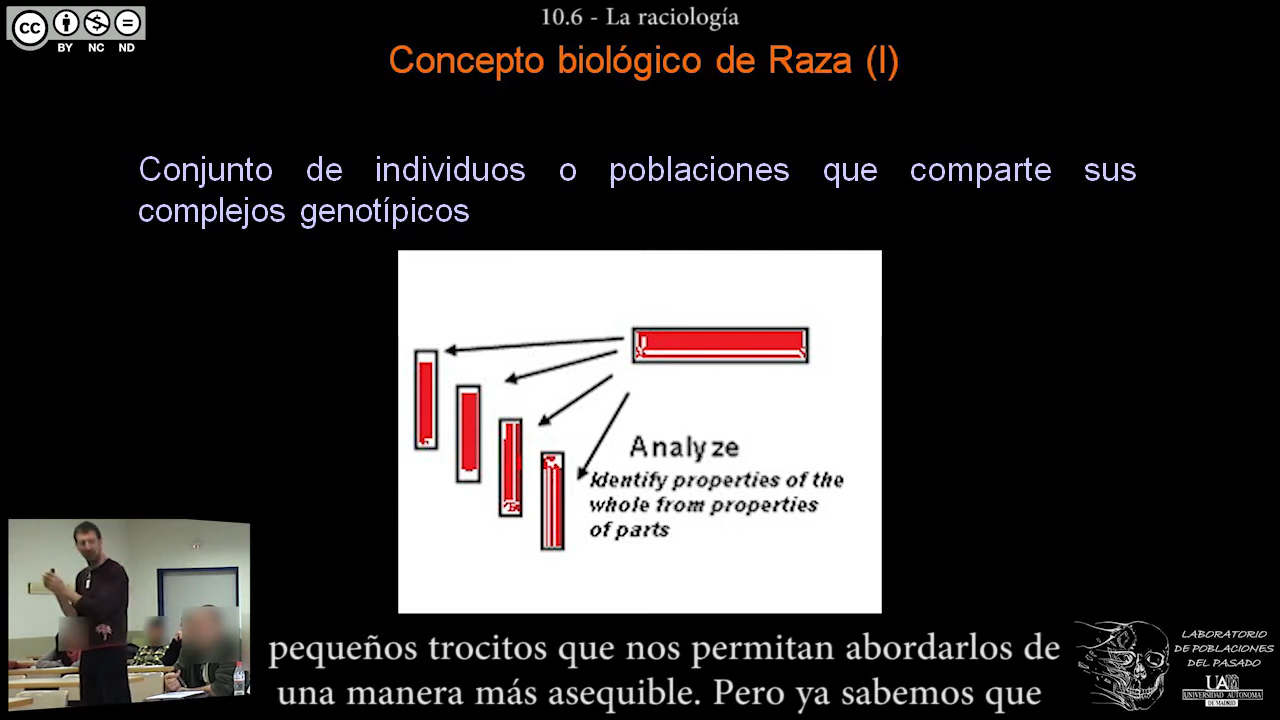 10.6 - La raciología
cc
BY NC ND
Concepto biológico de Raza (I)
Conjunto de individuos o poblaciones que comparte sus
complejos genotípicos
Analyze
Identify properties of the
whole from properties
of parts
pequeños trocitos que nos permitan abordarlos de
una manera más asequible. Pero ya sabemos que
LABORATORIO
DE POBLACIONES
DEL PASADO
UAM
UNIVERSIDAD AUTONOMA
DE MADRID